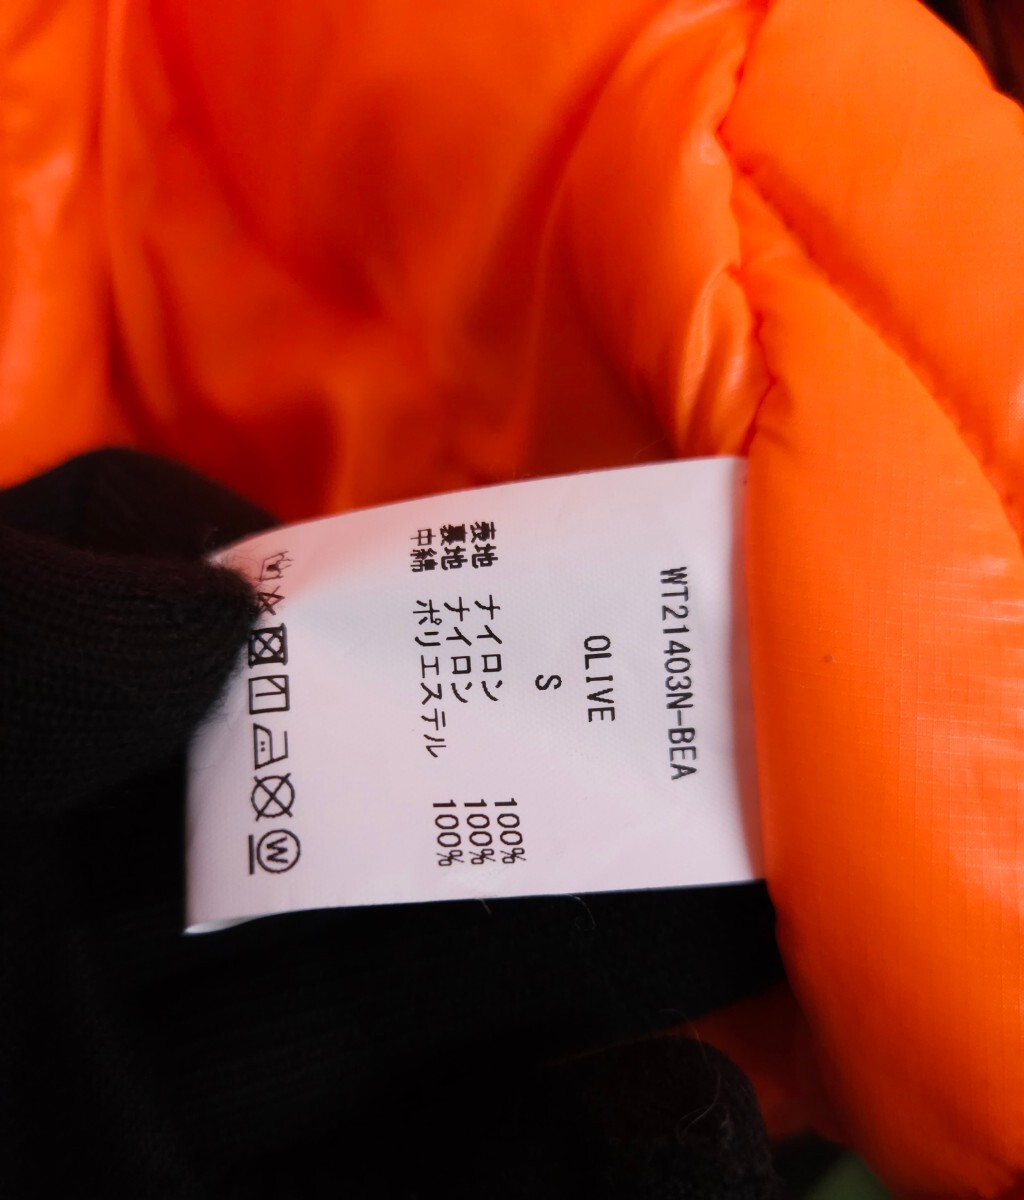 WT21403N-BEA
OLIVE
S
表地 ナイロン 100%
裏地 ナイロン 100%
中綿 ポリエステル 100%
W